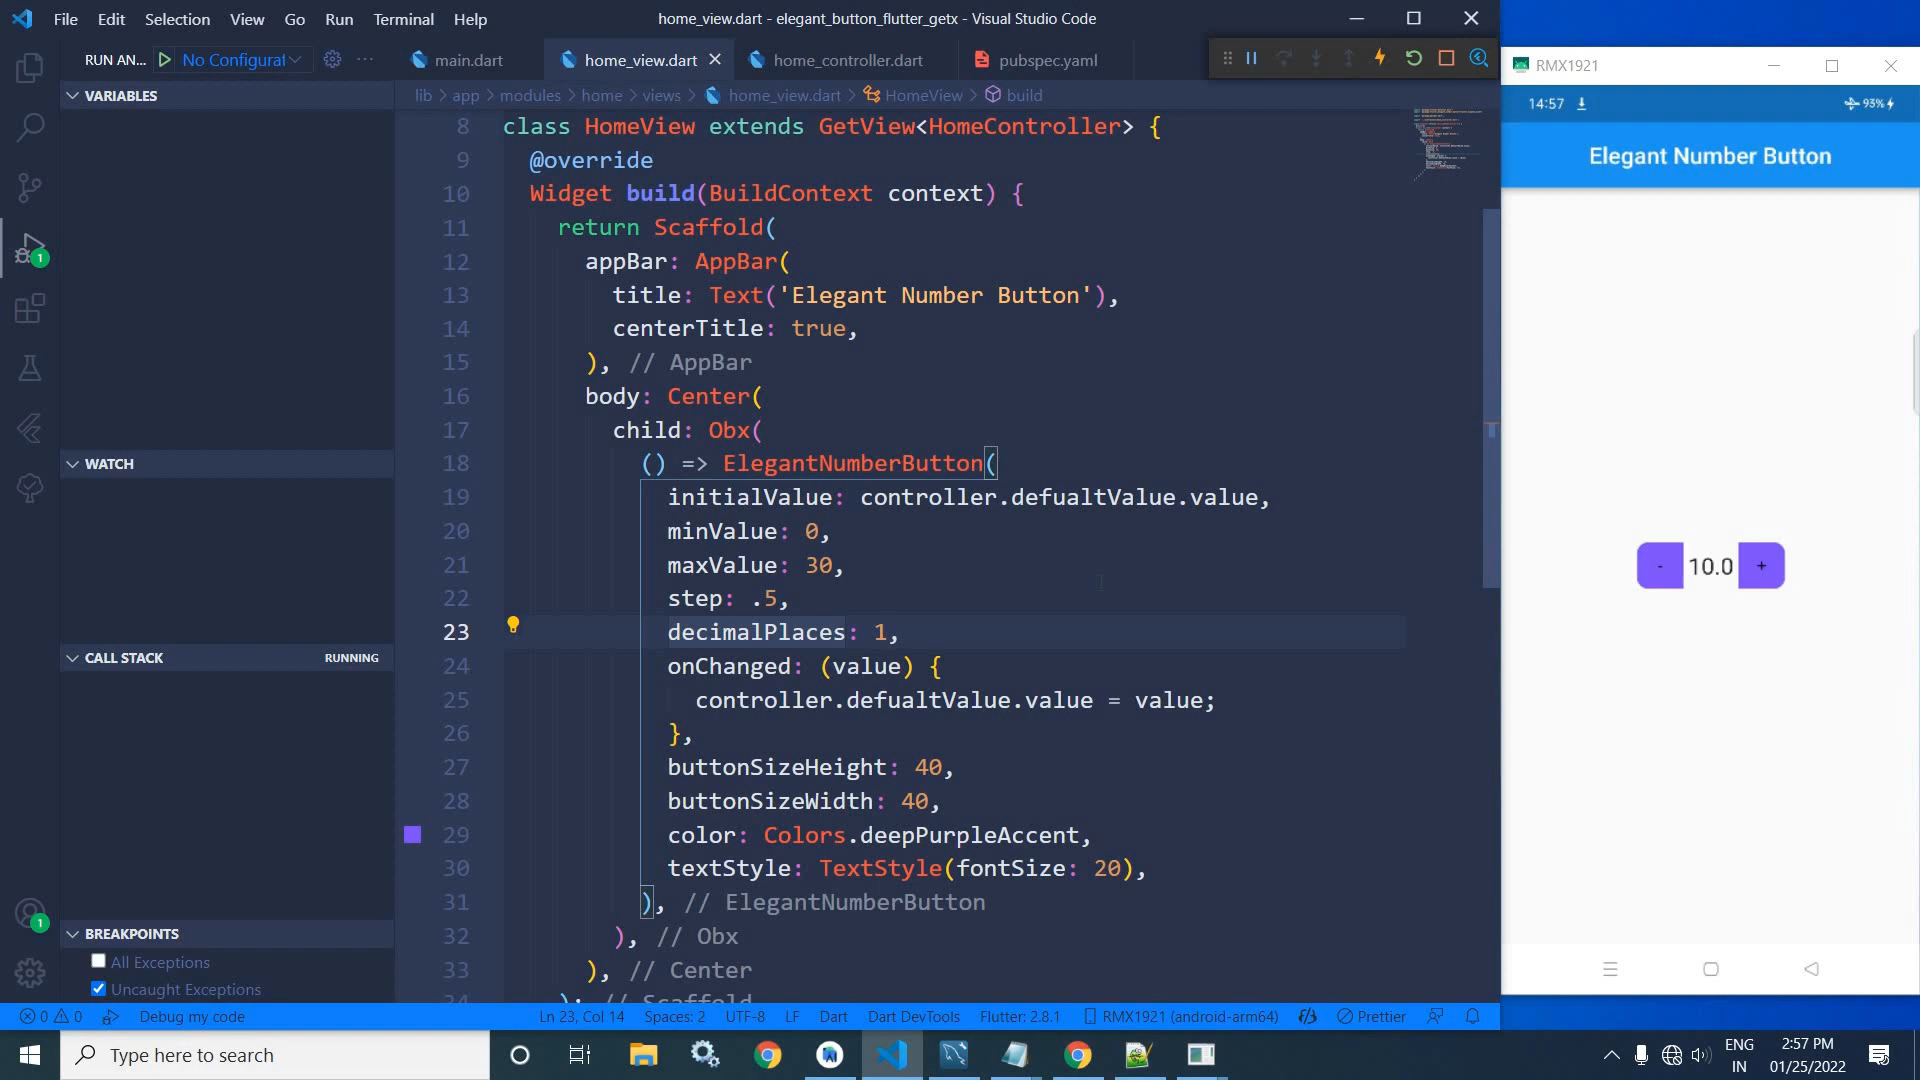 File Edit Selection View Go Run Terminal Help
home_view.dart - elegant_button_flutter_getx - Visual Studio Code
RUN AN... No Configurat
main.dart home_view.dart home_controller.dart pubspec.yaml
lib > app > modules > home > views > home_view.dart > HomeView > build
VARIABLES
WATCH
CALL STACK RUNNING
BREAKPOINTS
All Exceptions
Uncaught Exceptions
1
1
8 class HomeView extends GetView<HomeController> {
9 @override
10 Widget build(BuildContext context) {
11 return Scaffold(
12 appBar: AppBar(
13 title: Text('Elegant Number Button'),
14 centerTitle: true,
15 ), // AppBar
16 body: Center(
17 child: Obx(
18 () => ElegantNumberButton(
19 initialValue: controller.defualtValue.value,
20 minValue: 0,
21 maxValue: 30,
22 step: .5,
23 decimalPlaces: 1,
24 onChanged: (value) {
25 controller.defualtValue.value = value;
26 },
27 buttonSizeHeight: 40,
28 buttonSizeWidth: 40,
29 color: Colors.deepPurpleAccent,
30 textStyle: TextStyle(fontSize: 20),
31 ), // ElegantNumberButton
32 ), // Obx
33 ), // Center
34 ); // Scaffold
RMX1921
14:57 93%
Elegant Number Button
- 10.0 +
0 0 Debug my code Ln 23, Col 14 Spaces: 2 UTF-8 LF Dart Dart DevTools Flutter: 2.8.1 RMX1921 (android-arm64) Prettier
Type here to search
ENG
IN
2:57 PM
01/25/2022